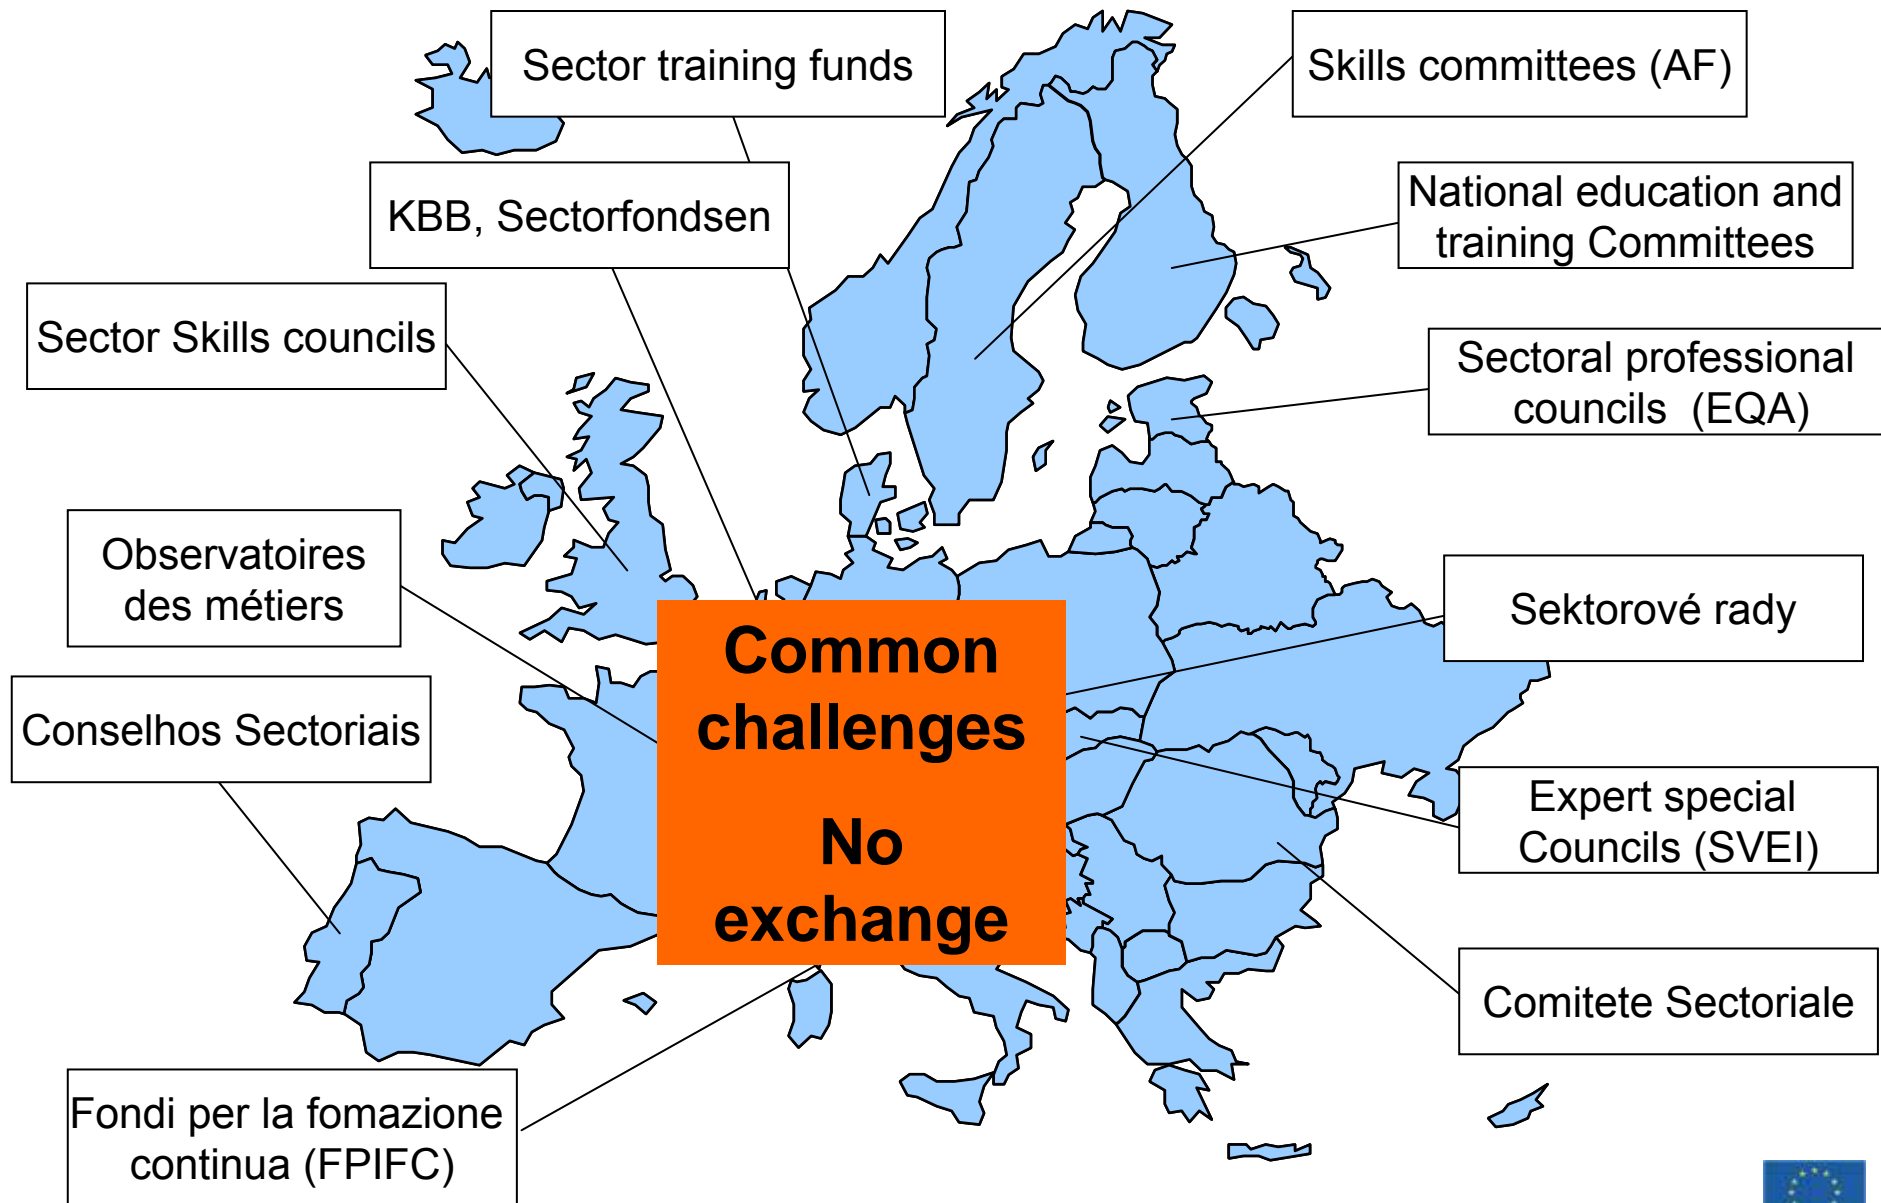 Sector training funds
Skills committees (AF)
KBB, Sectorfondsen
National education and
training Committees
Sector Skills councils
Sectoral professional
councils (EQA)
Observatoires
des métiers
Sektorové rady
Common
challenges
No
exchange
Conselhos Sectoriais
Expert special
Councils (SVEI)
Comitete Sectoriale
Fondi per la fomazione
continua (FPIFC)